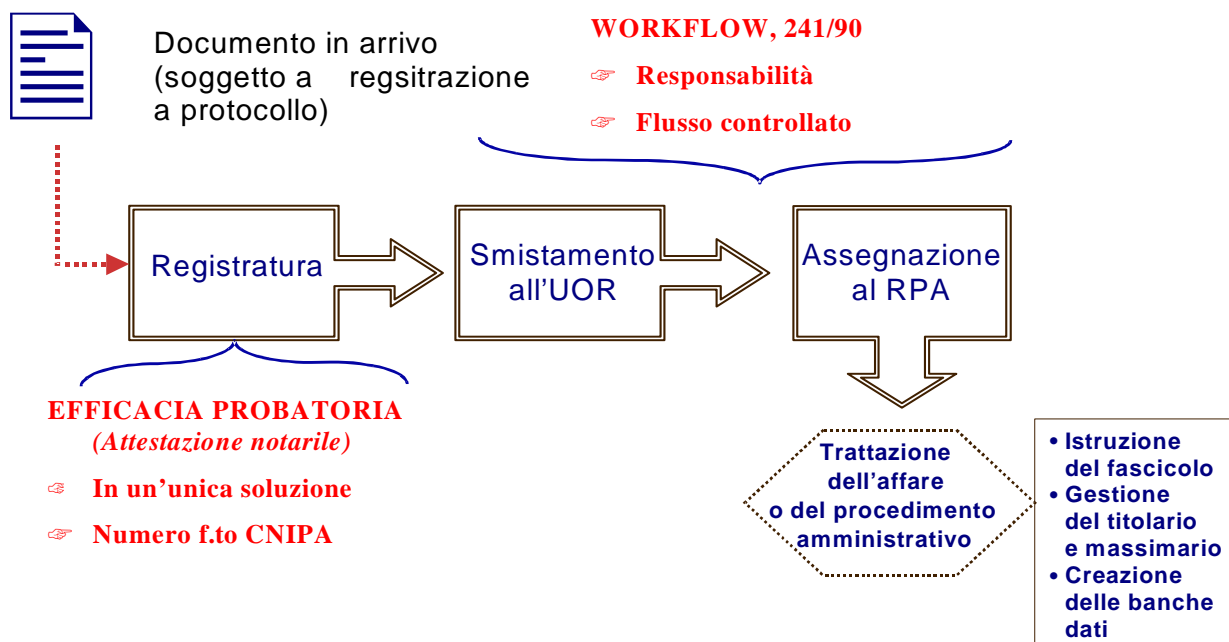 Documento in arrivo
(soggetto a regsitrazione
a protocollo)
WORKFLOW, 241/90
☞ Responsabilità
☞ Flusso controllato
Registratura
Smistamento
all'UOR
Assegnazione
al RPA
EFFICACIA PROBATORIA
(Attestazione notarile)
☞ In un’unica soluzione
☞ Numero f.to CNIPA
Trattazione
dell’affare
o del procedimento
amministrativo
• Istruzione
del fascicolo
• Gestione
del titolario
e massimario
• Creazione
delle banche
dati